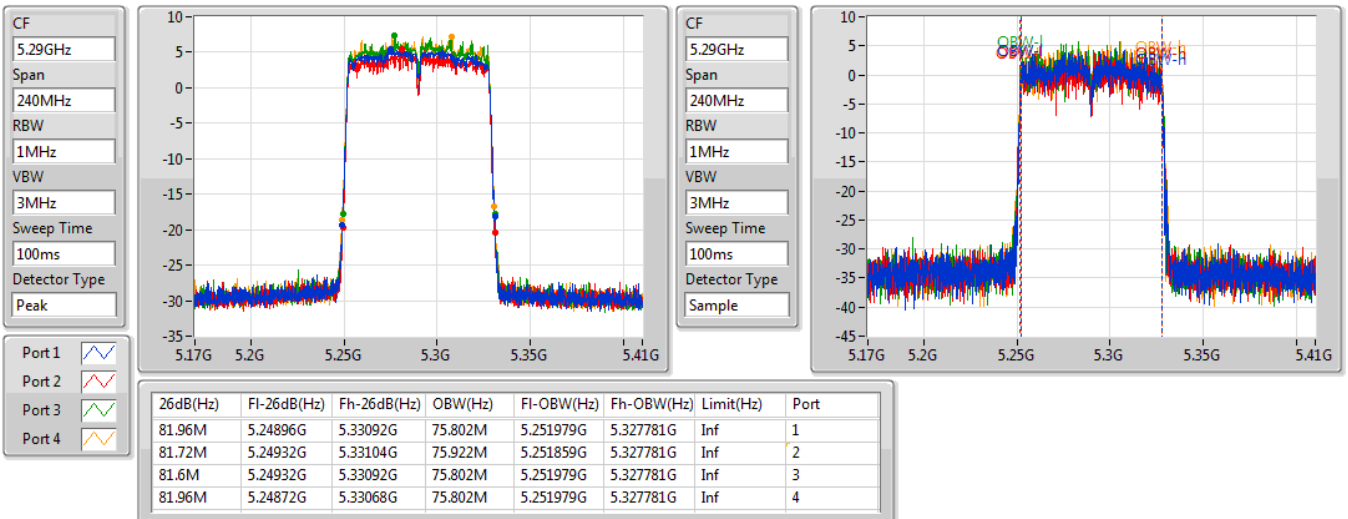 CF
5.29GHz
Span
240MHz
RBW
1MHz
VBW
3MHz
Sweep Time
100ms
Detector Type
Peak
10
5
0
-5
-10
-15
-20
-25
-30
-35
5.17G 5.2G 5.25G 5.3G 5.35G 5.41G
CF
5.29GHz
Span
240MHz
RBW
1MHz
VBW
3MHz
Sweep Time
100ms
Detector Type
Sample
10
5
0
-5
-10
-15
-20
-25
-30
-35
-40
-45
OBW-l OBW-h
OBW-l OBW-h
5.17G 5.2G 5.25G 5.3G 5.35G 5.41G
Port 1
Port 2
Port 3
Port 4
26dB(Hz) Fl-26dB(Hz) Fh-26dB(Hz) OBW(Hz) Fl-OBW(Hz) Fh-OBW(Hz) Limit(Hz) Port
81.96M 5.24896G 5.33092G 75.802M 5.251979G 5.327781G Inf 1
81.72M 5.24932G 5.33104G 75.922M 5.251859G 5.327781G Inf 2
81.6M 5.24932G 5.33092G 75.802M 5.251979G 5.327781G Inf 3
81.96M 5.24872G 5.33068G 75.802M 5.251979G 5.327781G Inf 4